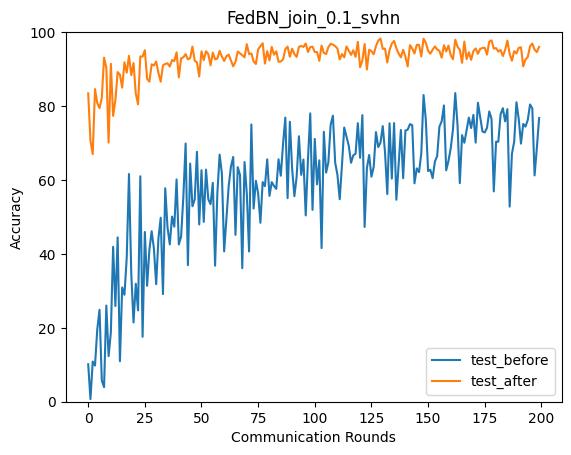 FedBN_join_0.1_svhn
Accuracy
100
80
60
40
20
0
0 25 50 75 100 125 150 175 200
Communication Rounds
test_before
test_after